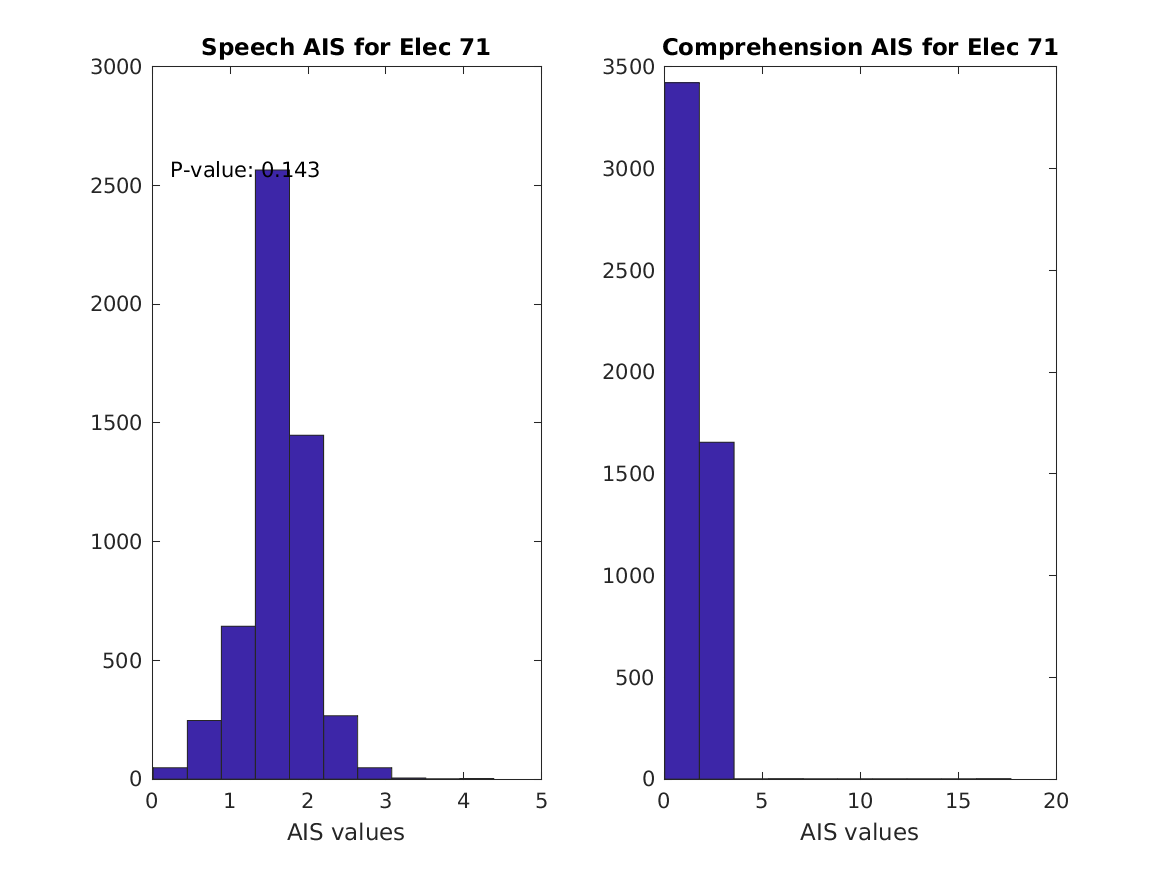 Speech AIS for Elec 71
3000
2500
2000
1500
1000
500
0
P-value: 0.143
0 1 2 3 4 5
AIS values
Comprehension AIS for Elec 71
3500
3000
2500
2000
1500
1000
500
0
0 5 10 15 20
AIS values